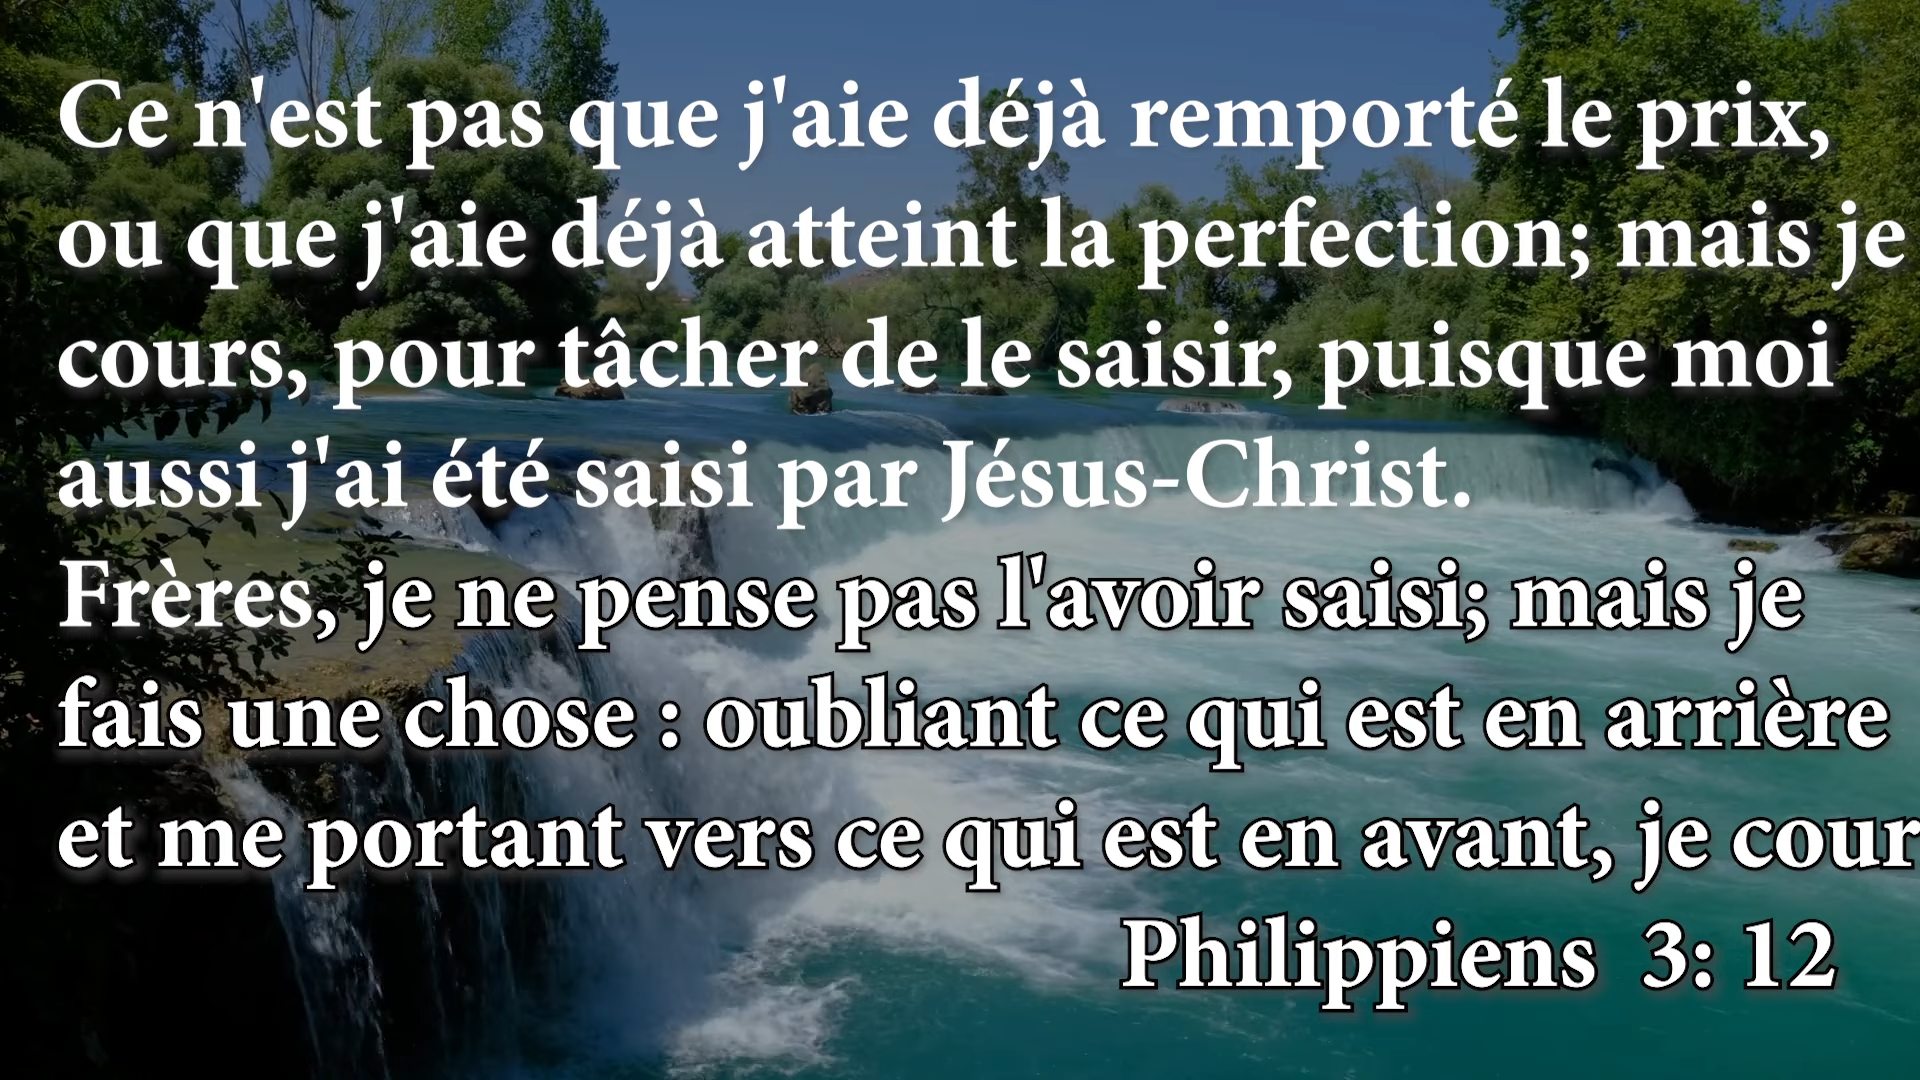 Ce n'est pas que j'aie déjà remporté le prix,
ou que j'aie déjà atteint la perfection; mais je
cours, pour tâcher de le saisir, puisque moi
aussi j'ai été saisi par Jésus-Christ.
Frères, je ne pense pas l'avoir saisi; mais je
fais une chose : oubliant ce qui est en arrière
et me portant vers ce qui est en avant, je cour
Philippiens 3: 12